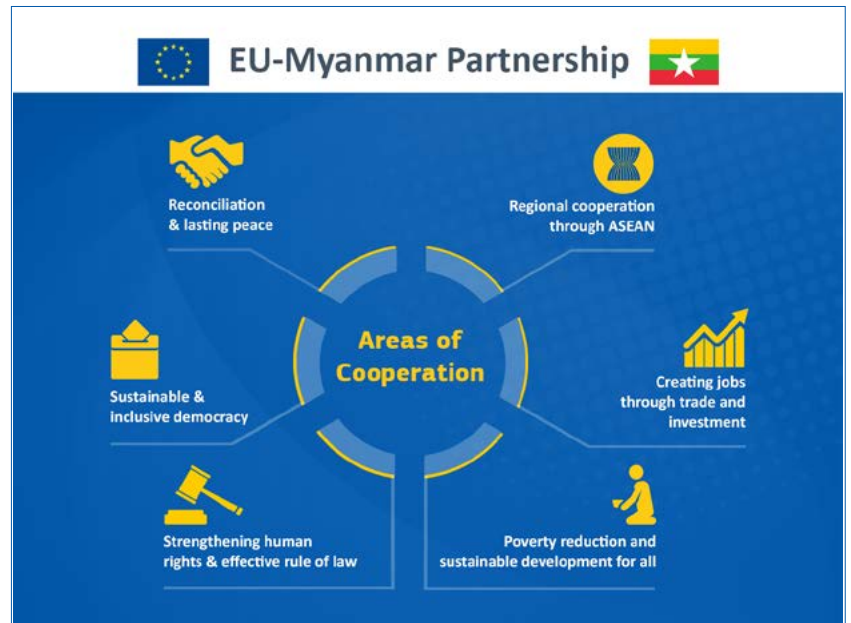 EU-Myanmar Partnership
Reconciliation
& lasting peace
Regional cooperation
through ASEAN
Areas of
Cooperation
Sustainable &
inclusive democracy
Creating jobs
through trade and
investment
Strengthening human
rights & effective rule of law
Poverty reduction and
sustainable development for all